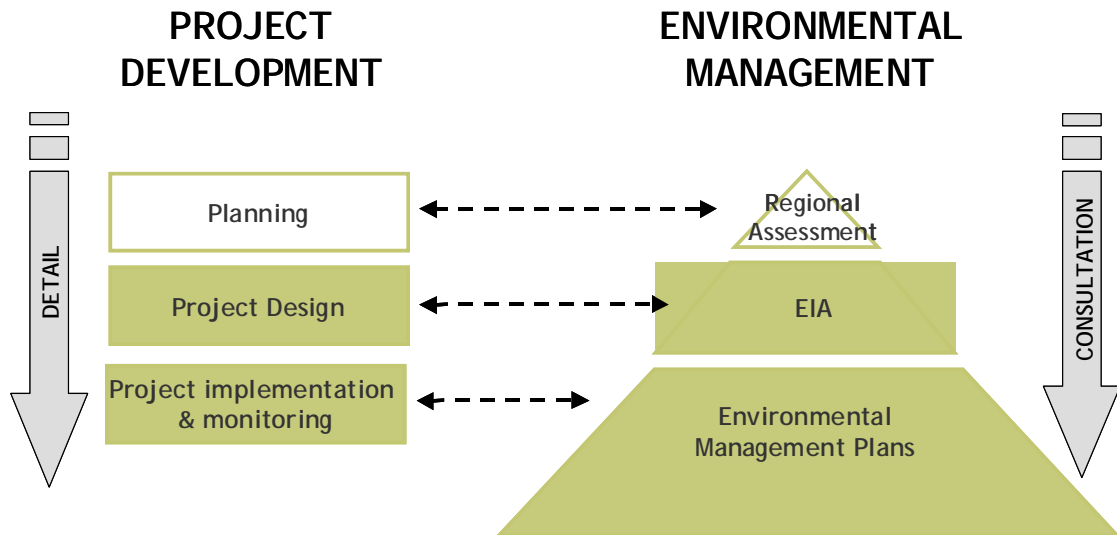 PROJECT
DEVELOPMENT
ENVIRONMENTAL
MANAGEMENT
DETAIL
Planning
Regional
Assessment
Project Design
EIA
Project implementation
& monitoring
Environmental
Management Plans
CONSULTATION